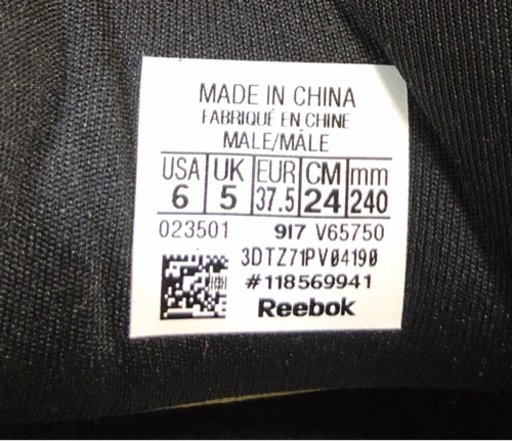 MADE IN CHINA
FABRIQUÉ EN CHINE
MALE/MÂLE
USA UK EUR CM mm
6 5 37.5 24 240
023501 917 V65750
3DTZ71PV04190
#118569941
Reebok